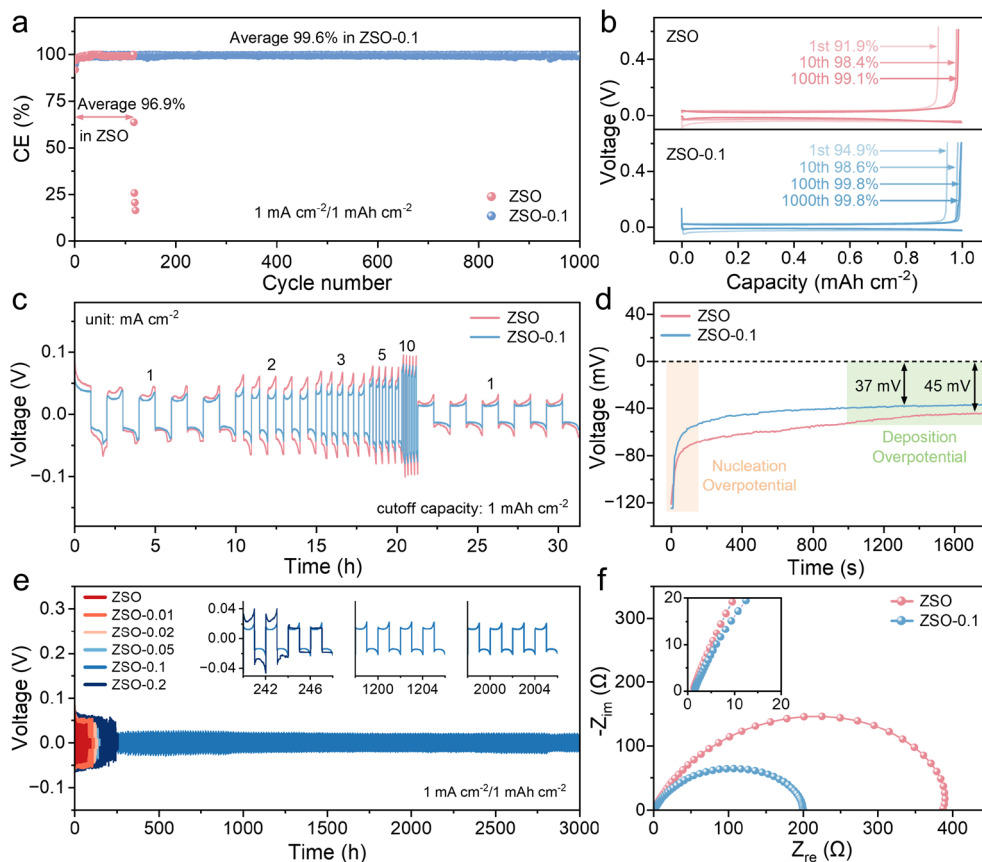 a
Average 99.6% in ZSO-0.1
Average 96.9%
in ZSO
ZSO
ZSO-0.1
1 mA cm⁻²/1 mAh cm⁻²
CE (%)
100
75
50
25
0
0 200 400 600 800 1000
Cycle number
b
ZSO
1st 91.9%
10th 98.4%
100th 99.1%
ZSO-0.1
1st 94.9%
10th 98.6%
100th 99.8%
1000th 99.8%
Voltage (V)
0.4
0.0
0.4
0.0
0.0 0.2 0.4 0.6 0.8 1.0
Capacity (mAh cm⁻²)
c
unit: mA cm⁻²
ZSO
ZSO-0.1
1 2 3 5 10 1
cutoff capacity: 1 mAh cm⁻²
Voltage (V)
0.1
0.0
−0.1
0 5 10 15 20 25 30
Time (h)
d
ZSO
ZSO-0.1
37 mV 45 mV
Nucleation
Overpotential
Deposition
Overpotential
Voltage (mV)
40
0
−40
−80
−120
0 400 800 1200 1600
Time (s)
e
ZSO
ZSO-0.01
ZSO-0.02
ZSO-0.05
ZSO-0.1
ZSO-0.2
0.04
0.00
−0.04
242 246
1200 1204
2000 2004
1 mA cm⁻²/1 mAh cm⁻²
Voltage (V)
0.3
0.2
0.1
0.0
−0.1
0 500 1000 1500 2000 2500 3000
Time (h)
f
ZSO
ZSO-0.1
20
10
0
0 10 20
-Z_im (Ω)
-300
-200
-100
0
0 100 200 300 400
Z_re (Ω)